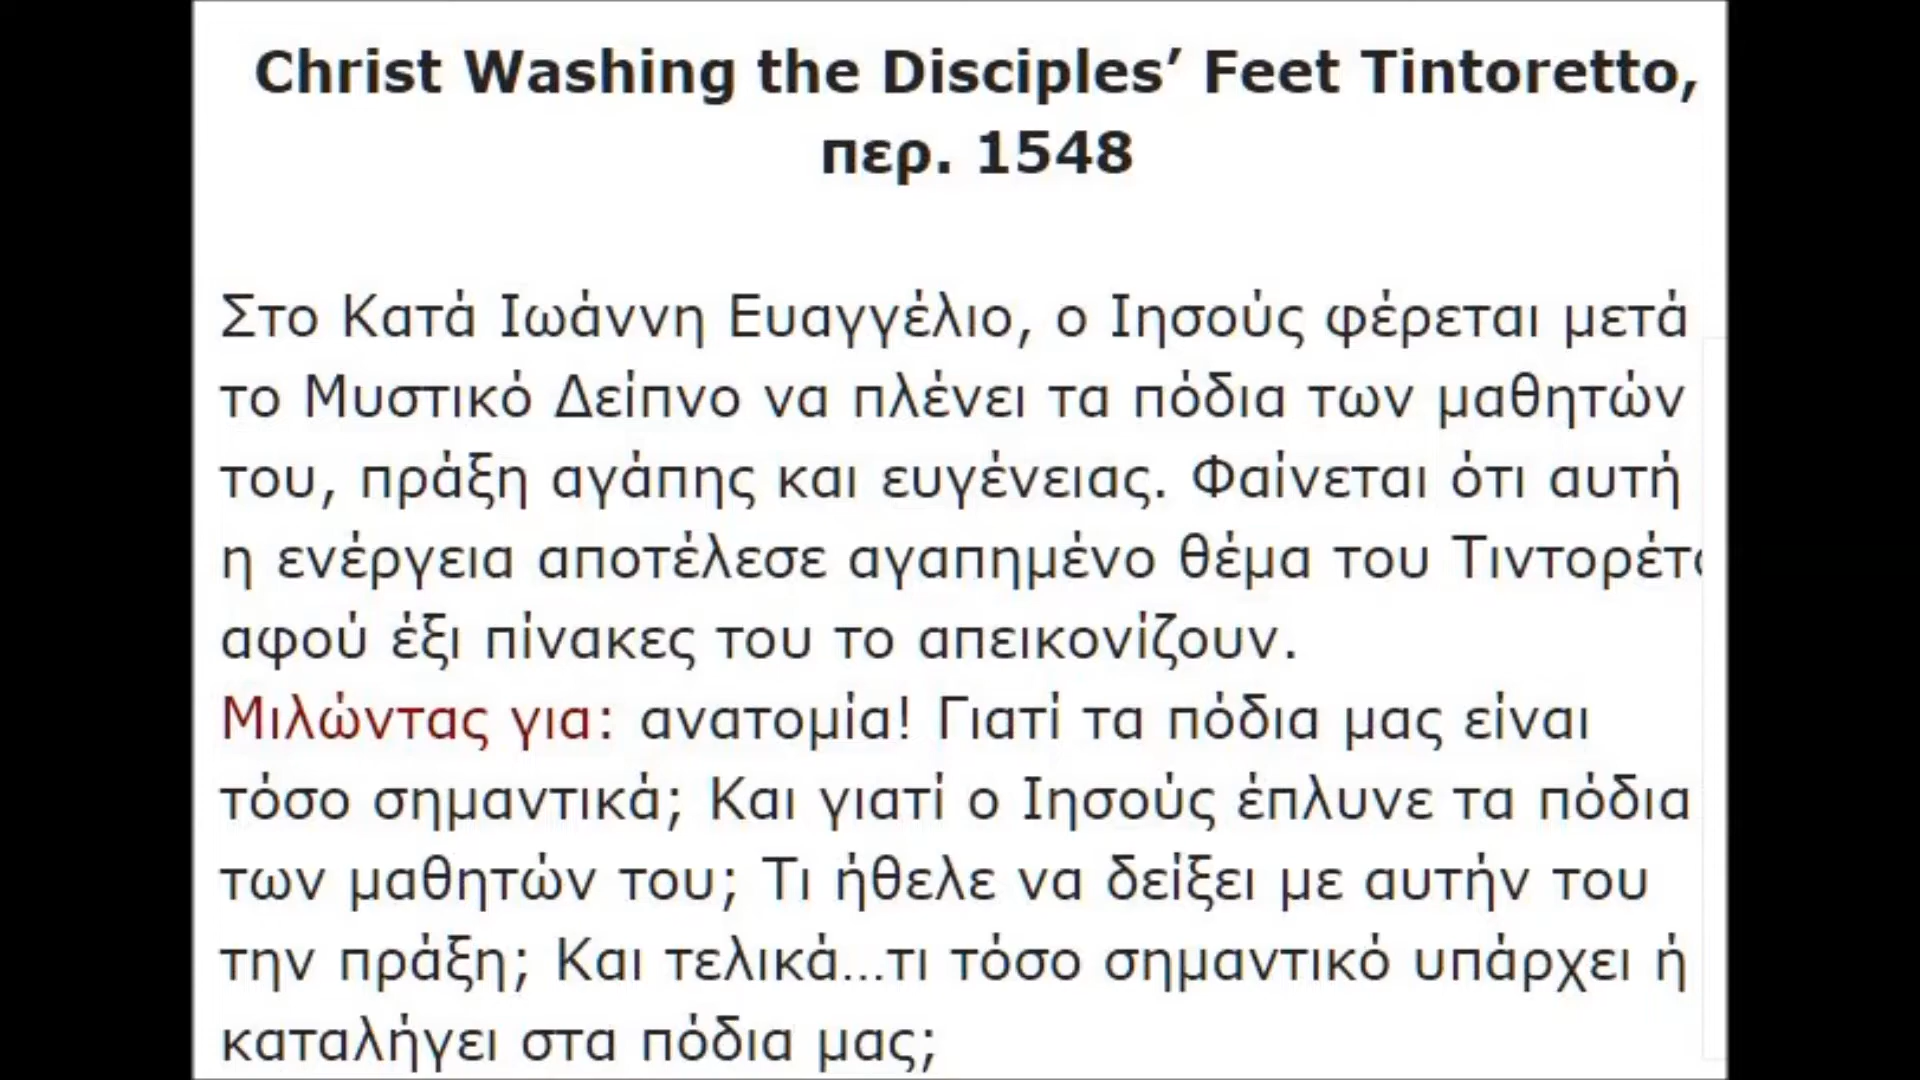 Christ Washing the Disciples’ Feet Tintoretto,
περ. 1548
Στο Κατά Ιωάννη Ευαγγέλιο, ο Ιησούς φέρεται μετά
το Μυστικό Δείπνο να πλένει τα πόδια των μαθητών
του, πράξη αγάπης και ευγένειας. Φαίνεται ότι αυτή
η ενέργεια αποτέλεσε αγαπημένο θέμα του
αφού έξι πίνακες του το απεικονίζουν.
Μιλώντας για: ανατομία! Γιατί τα πόδια μας είναι
τόσο σημαντικά; Και γιατί ο Ιησούς έπλυνε τα πόδια
των μαθητών του; Τι ήθελε να δείξει με αυτήν του
την πράξη; Και τελικά...τι τόσο σημαντικό υπάρχει ή
καταλήγει στα πόδια μας;